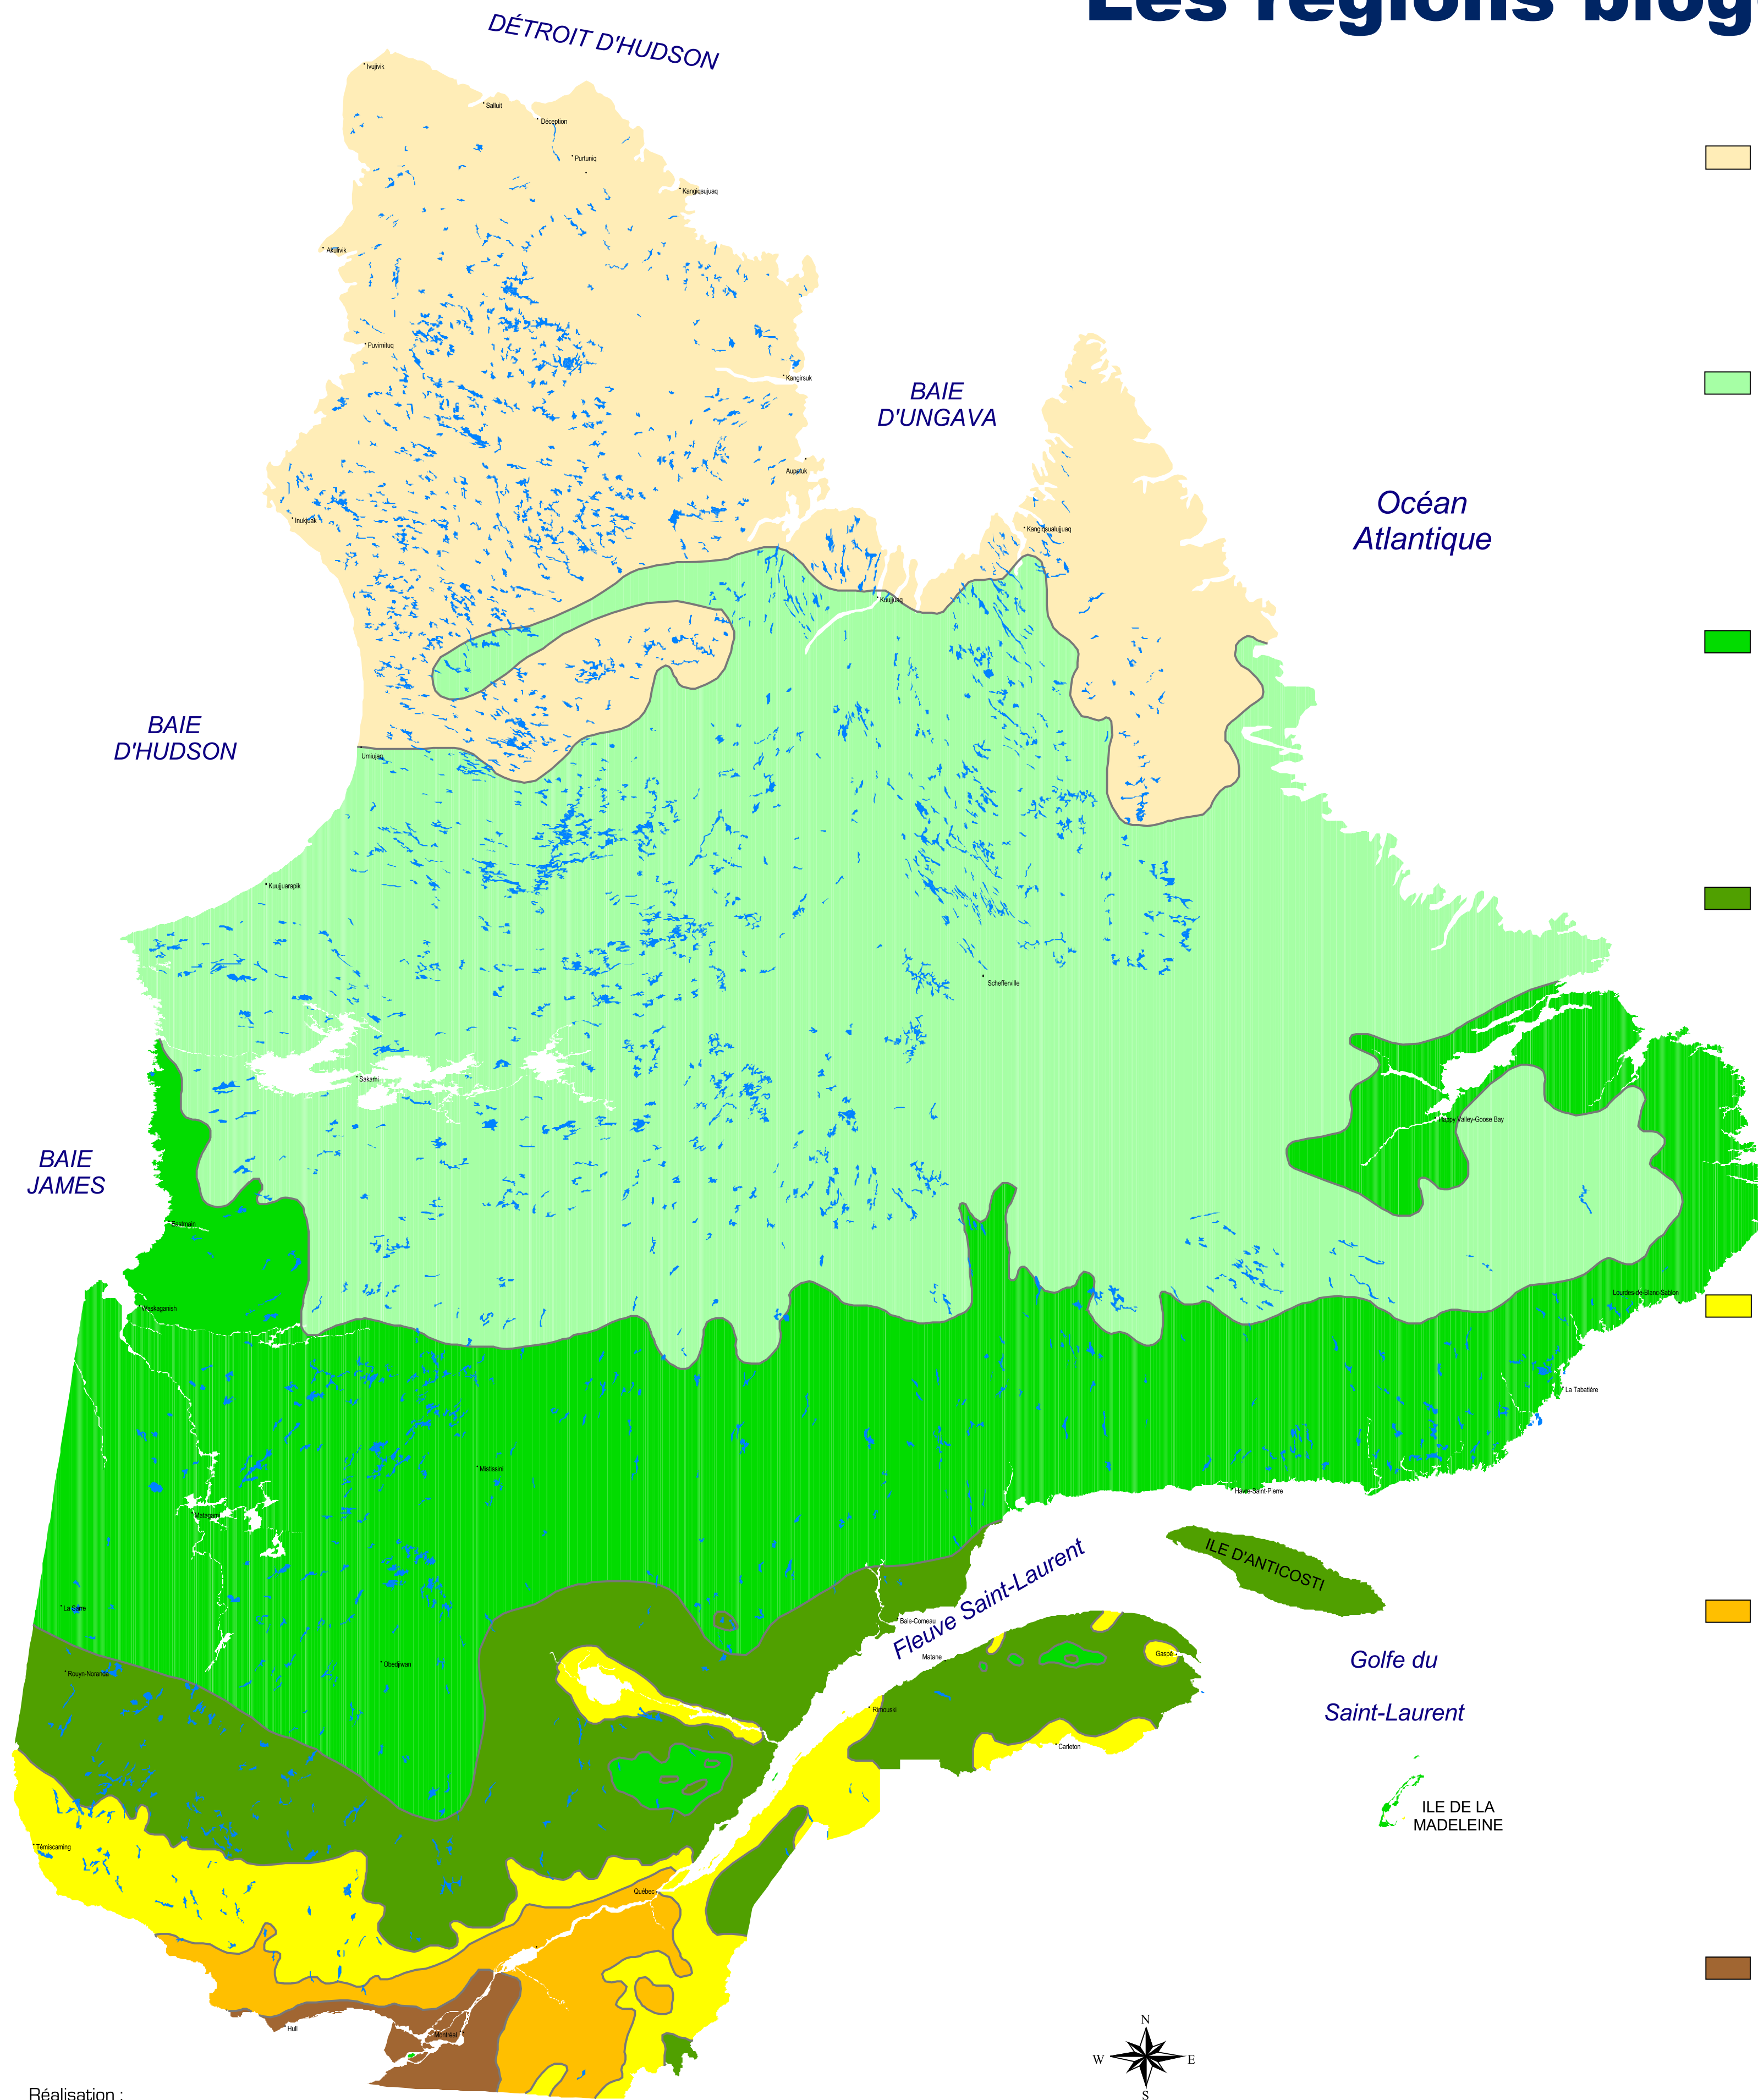 Les régions biog
DÉTROIT D'HUDSON
Ivujivik
Salluit
Déception
Purtuniq
Kangiqsujuaq
Akulivik
Puvirnituq
Kangirsuk
BAIE
D'UNGAVA
Aupaluk
Océan
Atlantique
Inukjuak
Kangiqsualujjuaq
Kuujjuaq
BAIE
D'HUDSON
Umiujaq
Kuujjuarapik
Schefferville
Sakami
Happy Valley-Goose Bay
BAIE
JAMES
Eastmain
Waskaganish
Lourdes-de-Blanc-Sablon
La Tabatière
Mistissini
Havre-Saint-Pierre
Matagami
ILE D'ANTICOSTI
Fleuve Saint-Laurent
La Sarre
Baie-Comeau
Matane
Gaspé
Obedjiwan
Rouyn-Noranda
Golfe du
Saint-Laurent
Rimouski
Carleton
ILE DE LA
MADELEINE
Témiscaming
Québec
Hull
Montréal
N
W
E
S
Réalisation :